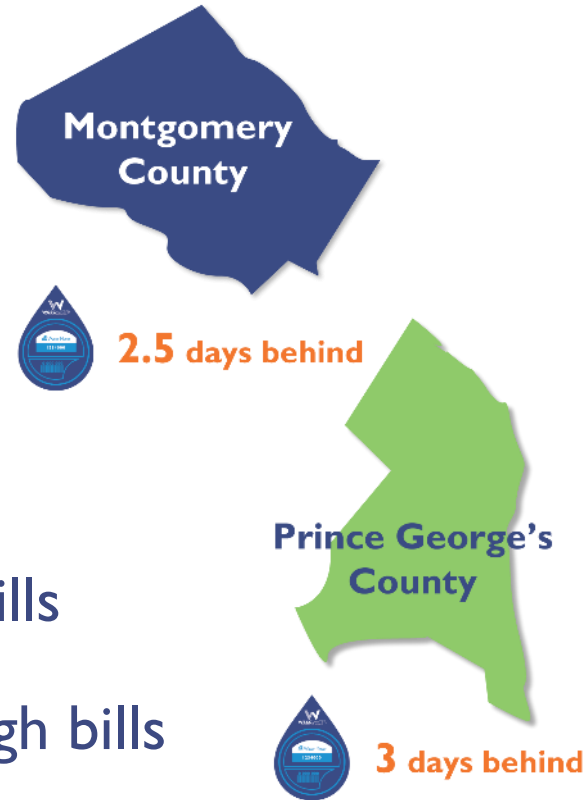 Montgomery
County
2.5 days behind
Prince George's
County
ills
gh bills
3 days behind